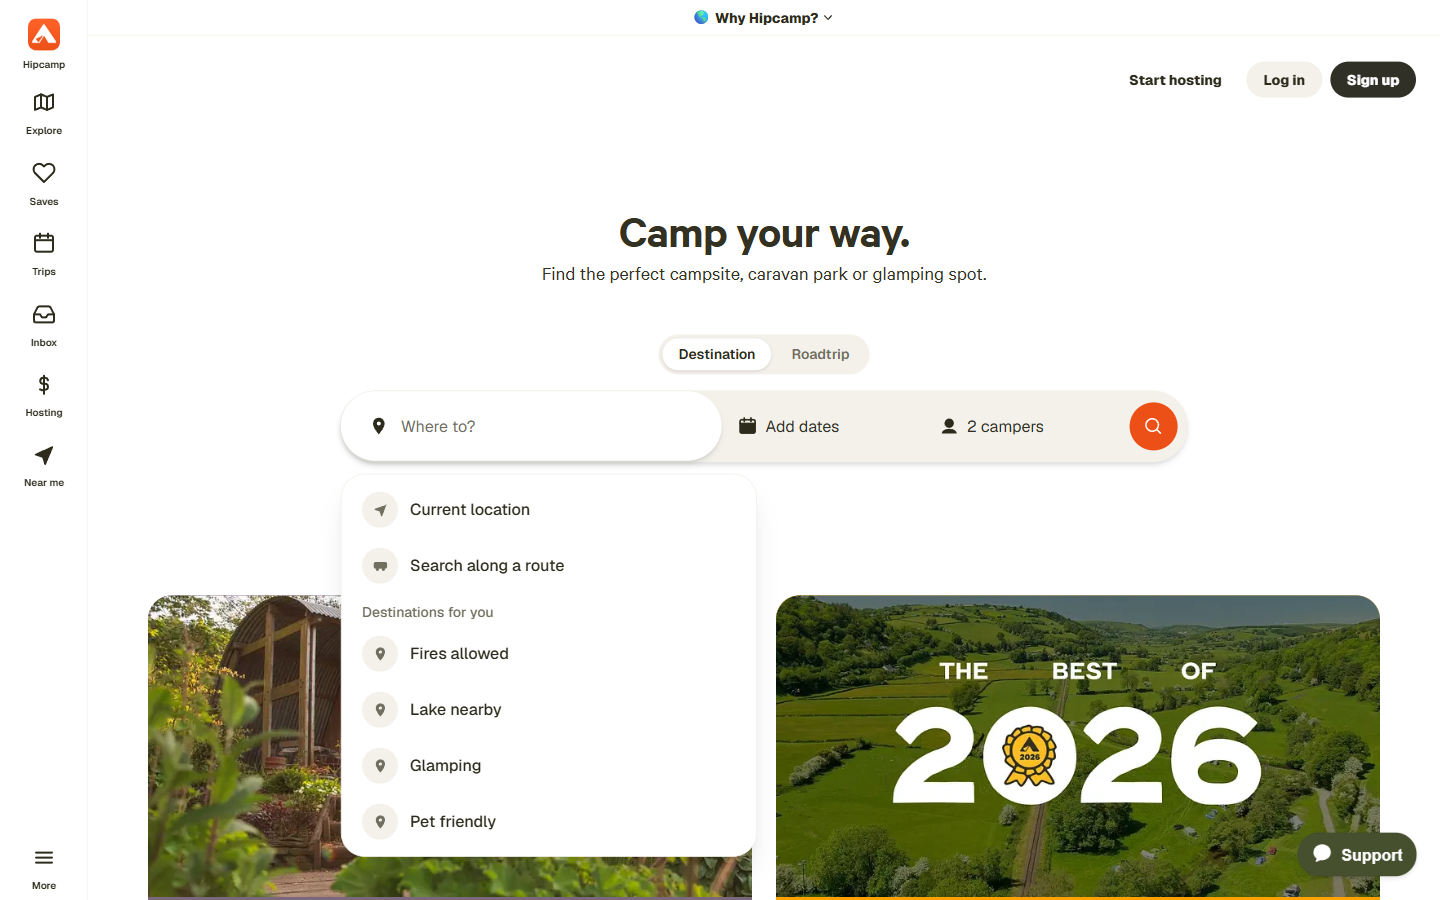 Why Hipcamp?
Hipcamp
Explore
Saves
Trips
Inbox
Hosting
Near me
More
Start hosting
Log in
Sign up
Camp your way.
Find the perfect campsite, caravan park or glamping spot.
Destination
Roadtrip
Where to?
Add dates
2 campers
Current location
Search along a route
Destinations for you
Fires allowed
Lake nearby
Glamping
Pet friendly
THE BEST OF
2026
2026
Support